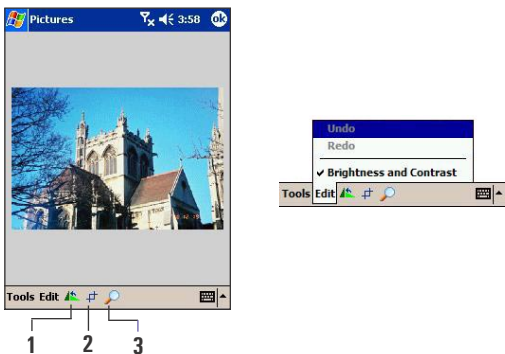 Pictures 3:58 ok
Tools Edit
1 2 3
Undo
Redo
Brightness and Contrast
Tools Edit